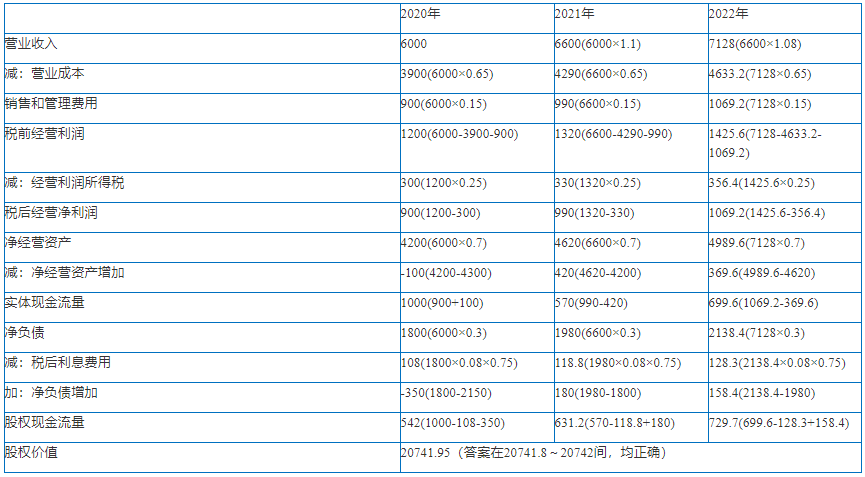 2020年 2021年 2022年
营业收入 6000 6600(6000×1.1) 7128(6600×1.08)
减：营业成本 3900(6000×0.65) 4290(6600×0.65) 4633.2(7128×0.65)
销售和管理费用 900(6000×0.15) 990(6600×0.15) 1069.2(7128×0.15)
税前经营利润 1200(6000-3900-900) 1320(6600-4290-990) 1425.6(7128-4633.2-
1069.2)
减：经营利润所得税 300(1200×0.25) 330(1320×0.25) 356.4(1425.6×0.25)
税后经营净利润 900(1200-300) 990(1320-330) 1069.2(1425.6-356.4)
净经营资产 4200(6000×0.7) 4620(6600×0.7) 4989.6(7128×0.7)
减：净经营资产增加 -100(4200-4300) 420(4620-4200) 369.6(4989.6-4620)
实体现金流量 1000(900+100) 570(990-420) 699.6(1069.2-369.6)
净负债 1800(6000×0.3) 1980(6600×0.3) 2138.4(7128×0.3)
减：税后利息费用 108(1800×0.08×0.75) 118.8(1980×0.08×0.75) 128.3(2138.4×0.08×0.75)
加：净负债增加 -350(1800-2150) 180(1980-1800) 158.4(2138.4-1980)
股权现金流量 542(1000-108-350) 631.2(570-118.8+180) 729.7(699.6-128.3+158.4)
股权价值 20741.95（答案在20741.8～20742间，均正确）